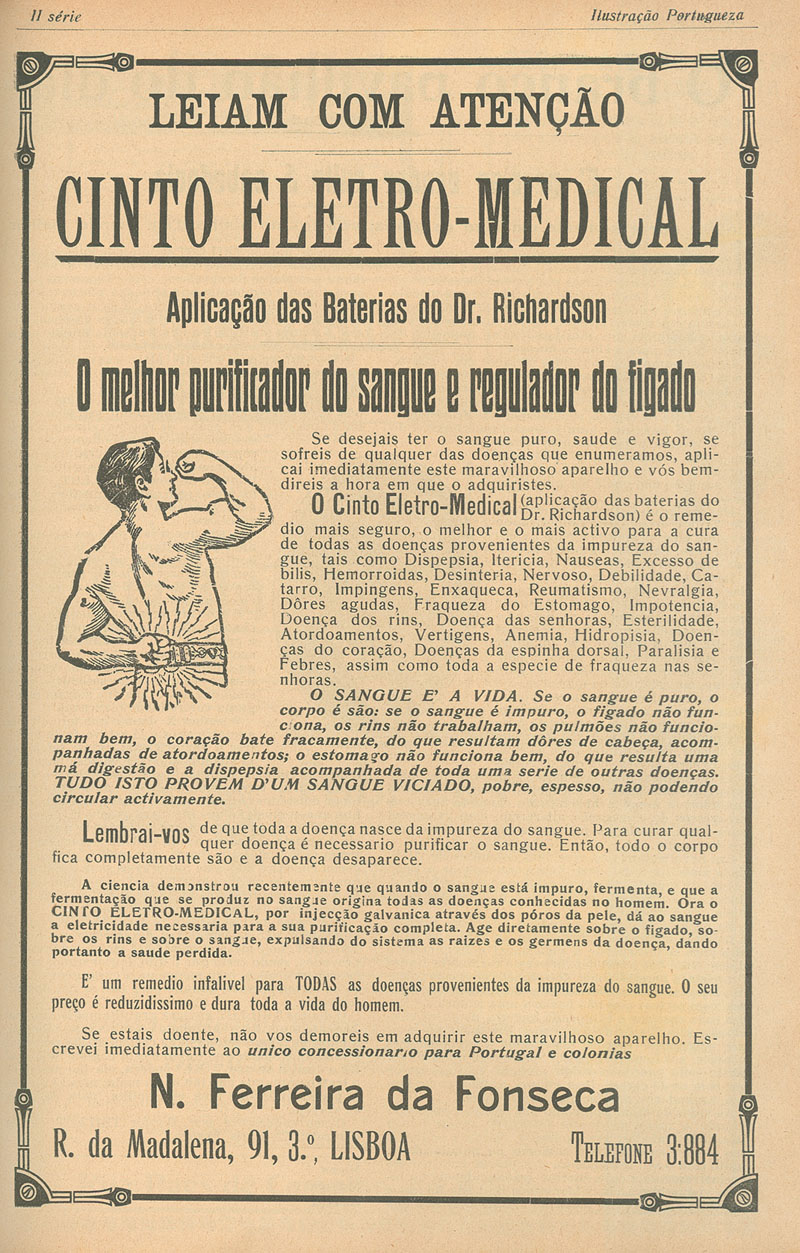 II série
Ilustração Portugueza
LEIAM COM ATENÇÃO
CINTO ELETRO-MEDICAL
Aplicação das Baterias do Dr. Richardson
O melhor purificador do sangue e regulador do figado
Se desejais ter o sangue puro, saude e vigor, se
sofreis de qualquer das doenças que enumeramos, apli-
cai imediatamente este maravilhoso aparelho e vós bem-
direis a hora em que o adquiristes.
O Cinto Eletro-Medical (aplicação das baterias do
Dr. Richardson) é o reme-
dio mais seguro, o melhor e o mais activo para a cura
de todas as doenças provenientes da impureza do san-
gue, tais como Dispepsia, Itericia, Nauseas, Excesso de
bilis, Hemorroidas, Desinteria, Nervoso, Debilidade, Ca-
tarro, Impingens, Enxaqueca, Reumatismo, Nevralgia,
Dôres agudas, Fraqueza do Estomago, Impotencia,
Doença dos rins, Doença das senhoras, Esterilidade,
Atordoamentos, Vertigens, Anemia, Hidropisia, Doen-
ças do coração, Doenças da espinha dorsal, Paralisia e
Febres, assim como toda a especie de fraqueza nas se-
nhoras.
O SANGUE E' A VIDA. Se o sangue é puro, o
corpo é são: se o sangue é impuro, o figado não fun-
ciona, os rins não trabalham, os pulmões não funcio-
nam bem, o coração bate fracamente, do que resultam dôres de cabeça, acom-
panhadas de atordoamentos; o estomago não funciona bem, do que resulta uma
má digestão e a dispepsia acompanhada de toda uma serie de outras doenças.
TUDO ISTO PROVEM D'UM SANGUE VICIADO, pobre, espesso, não podendo
circular activamente.
Lembrai-vos de que toda a doença nasce da impureza do sangue. Para curar qual-
quer doença é necessario purificar o sangue. Então, todo o corpo
fica completamente são e a doença desaparece.
A ciencia demonstrou recentemente que quando o sangue está impuro, fermenta, e que a
fermentação que se produz no sangue origina todas as doenças conhecidas no homem. Ora o
CINTO ELETRO-MEDICAL, por injecção galvanica através dos póros da pele, dá ao sangue
a eletricidade necessaria para a sua purificação completa. Age diretamente sobre o figado, so-
bre os rins e sobre o sangue, expulsando do sistema as raizes e os germens da doença, dando
portanto a saude perdida.
E' um remedio infalivel para TODAS as doenças provenientes da impureza do sangue. O seu
preço é reduzidissimo e dura toda a vida do homem.
Se estais doente, não vos demoreis em adquirir este maravilhoso aparelho. Es-
crevei imediatamente ao unico concessionario para Portugal e colonias
N. Ferreira da Fonseca
R. da Madalena, 91, 3.º, LISBOA
TELEFONE 3:884